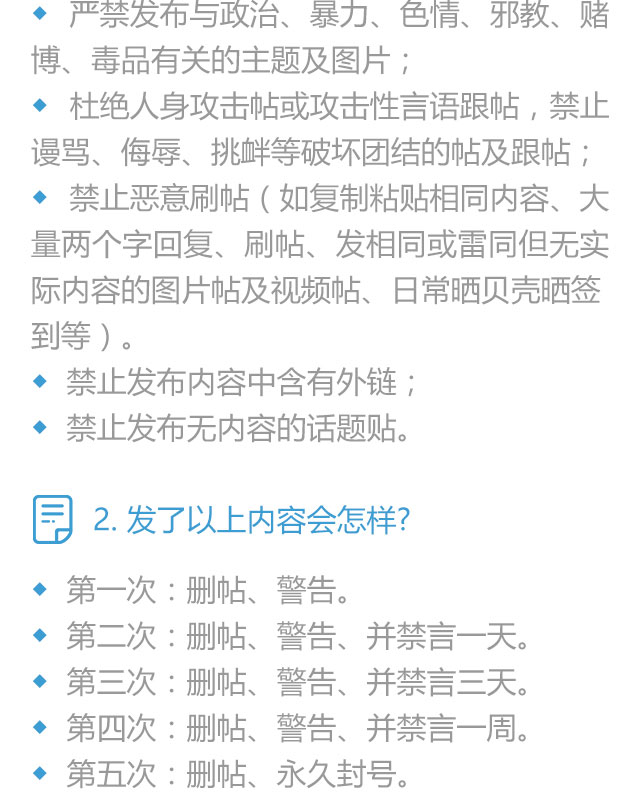 ◆ 严禁发布与政治、暴力、色情、邪教、赌
博、毒品有关的主题及图片；
◆ 杜绝人身攻击帖或攻击性言语跟帖，禁止
谩骂、侮辱、挑衅等破坏团结的帖及跟帖；
◆ 禁止恶意刷帖（如复制粘贴相同内容、大
量两个字回复、刷帖、发相同或雷同但无实
际内容的图片帖及视频帖、日常晒贝壳晒签
到等）。
◆ 禁止发布内容中含有外链；
◆ 禁止发布无内容的话题贴。
2. 发了以上内容会怎样?
◆ 第一次：删帖、警告。
◆ 第二次：删帖、警告、并禁言一天。
◆ 第三次：删帖、警告、并禁言三天。
◆ 第四次：删帖、警告、并禁言一周。
◆ 第五次：删帖、永久封号。